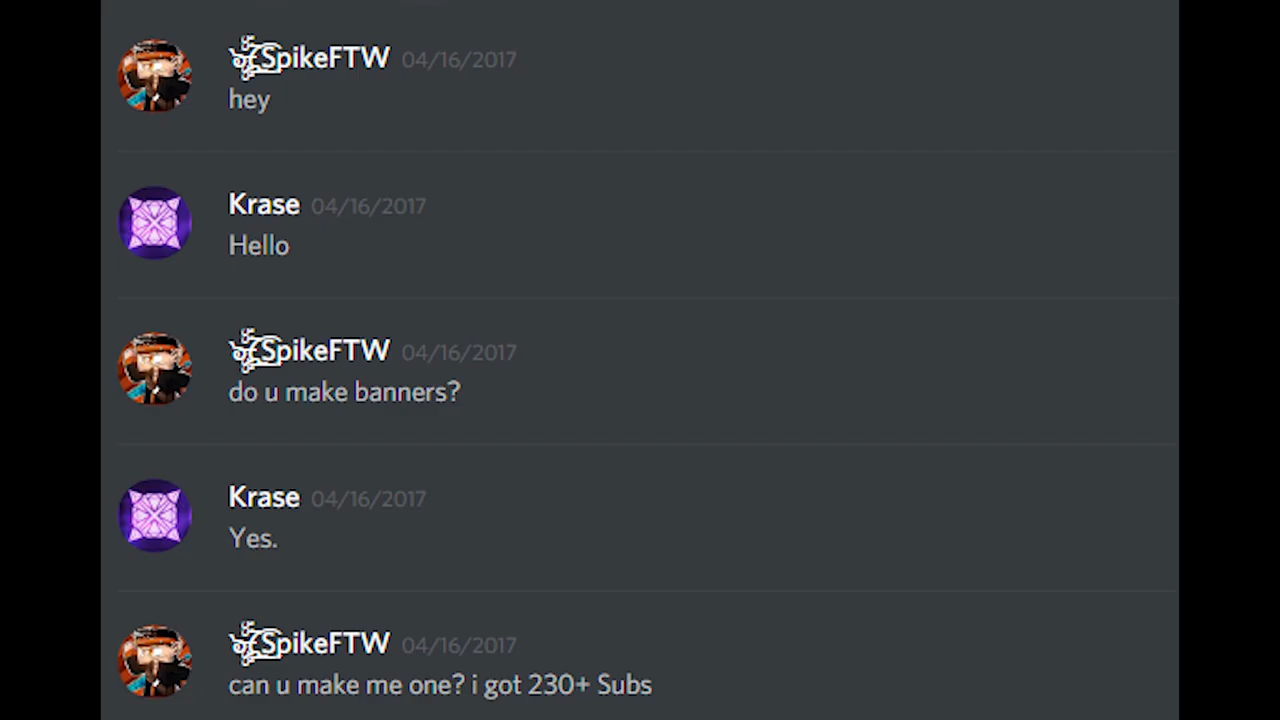 SpikeFTW 04/16/2017
hey
Krase 04/16/2017
Hello
SpikeFTW 04/16/2017
do u make banners?
Krase 04/16/2017
Yes.
SpikeFTW 04/16/2017
can u make me one? i got 230+ Subs